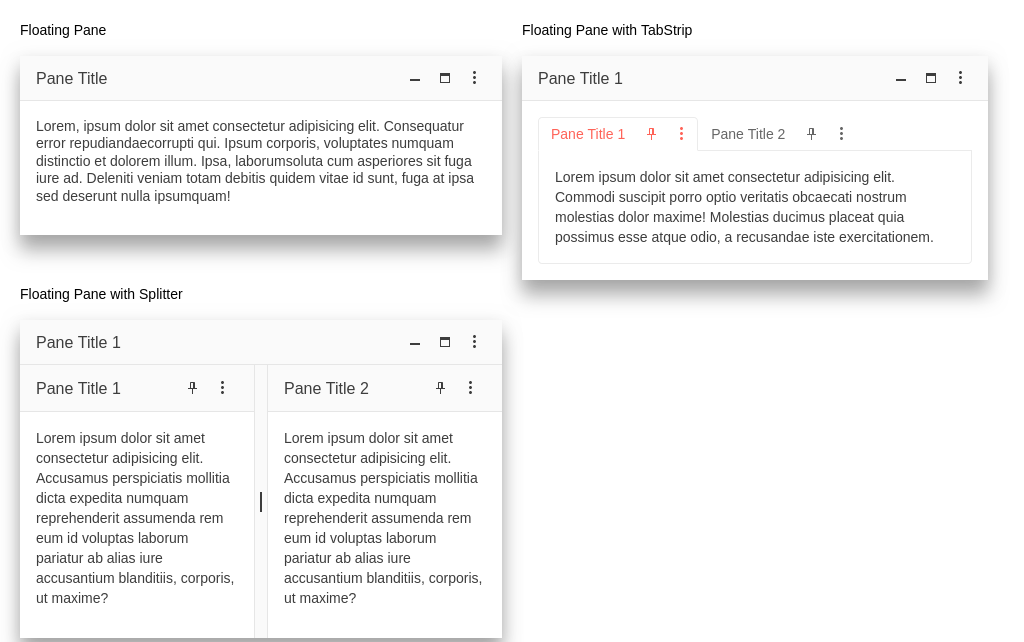 Floating Pane
Pane Title
Lorem, ipsum dolor sit amet consectetur adipisicing elit. Consequatur
error repudiandaecorrupti qui. Ipsum corporis, voluptates numquam
distinctio et dolorem illum. Ipsa, laborumsoluta cum asperiores sit fuga
iure ad. Deleniti veniam totam debitis quidem vitae id sunt, fuga at ipsa
sed deserunt nulla ipsumquam!
Floating Pane with TabStrip
Pane Title 1
Pane Title 1 Pane Title 2
Lorem ipsum dolor sit amet consectetur adipisicing elit.
Commodi suscipit porro optio veritatis obcaecati nostrum
molestias dolor maxime! Molestias ducimus placeat quia
possimus esse atque odio, a recusandae iste exercitationem.
Floating Pane with Splitter
Pane Title 1
Pane Title 1
Lorem ipsum dolor sit amet
consectetur adipisicing elit.
Accusamus perspiciatis mollitia
dicta expedita numquam
reprehenderit assumenda rem
eum id voluptas laborum
pariatur ab alias iure
accusantium blanditiis, corporis,
ut maxime?
Pane Title 2
Lorem ipsum dolor sit amet
consectetur adipisicing elit.
Accusamus perspiciatis mollitia
dicta expedita numquam
reprehenderit assumenda rem
eum id voluptas laborum
pariatur ab alias iure
accusantium blanditiis, corporis,
ut maxime?